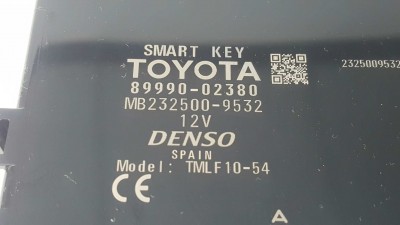 SMART KEY
TOYOTA
89990-02380
MB232500-9532
12V
DENSO
SPAIN
Model: TMLF10-54
CE
2325009532
A